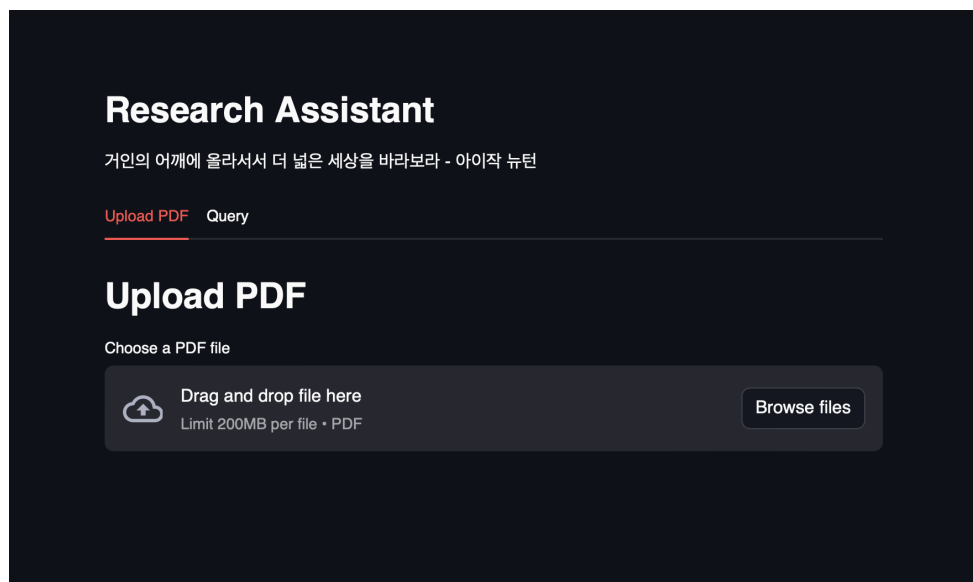 Research Assistant
거인의 어깨에 올라서서 더 넓은 세상을 바라보라 - 아이작 뉴턴
Upload PDF Query
Upload PDF
Choose a PDF file
Drag and drop file here
Limit 200MB per file • PDF
Browse files